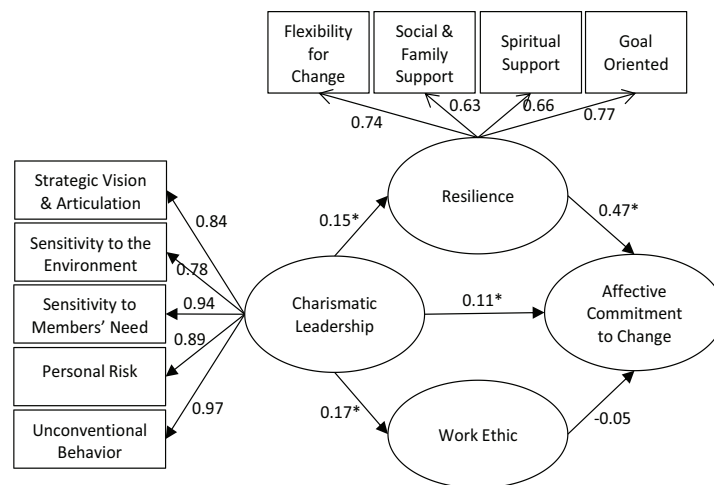 Flexibility
for
Change
Social &
Family
Support
Spiritual
Support
Goal
Oriented
0.74
0.63
0.66
0.77
Strategic Vision
& Articulation
Sensitivity to the
Environment
Sensitivity to
Members’ Need
Personal Risk
Unconventional
Behavior
0.84
0.78
0.94
0.89
0.97
Resilience
0.15*
0.47*
Charismatic
Leadership
0.11*
Affective
Commitment
to Change
0.17*
Work Ethic
-0.05